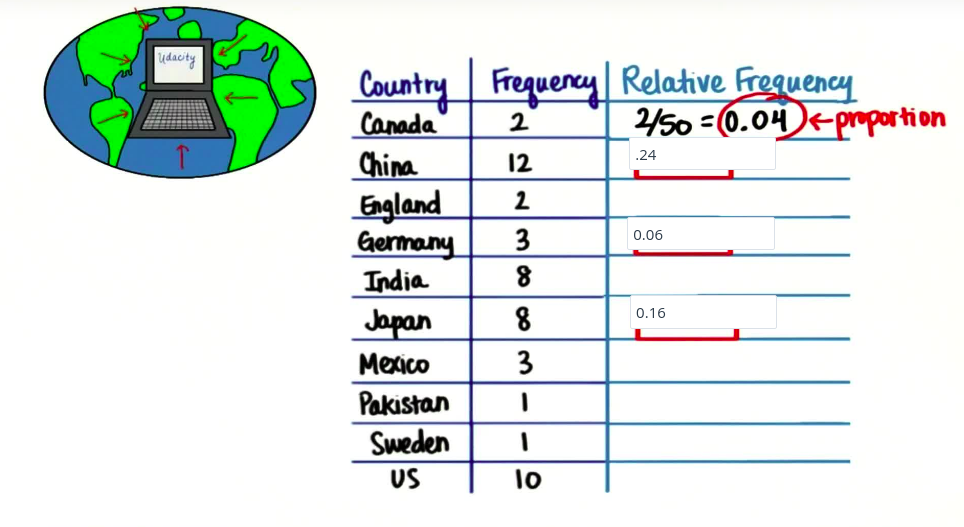 Udacity
Country Frequency Relative Frequency
Canada 2 2/50 = 0.04 ← proportion
China 12 .24
England 2
Germany 3 0.06
India 8
Japan 8 0.16
Mexico 3
Pakistan 1
Sweden 1
US 10